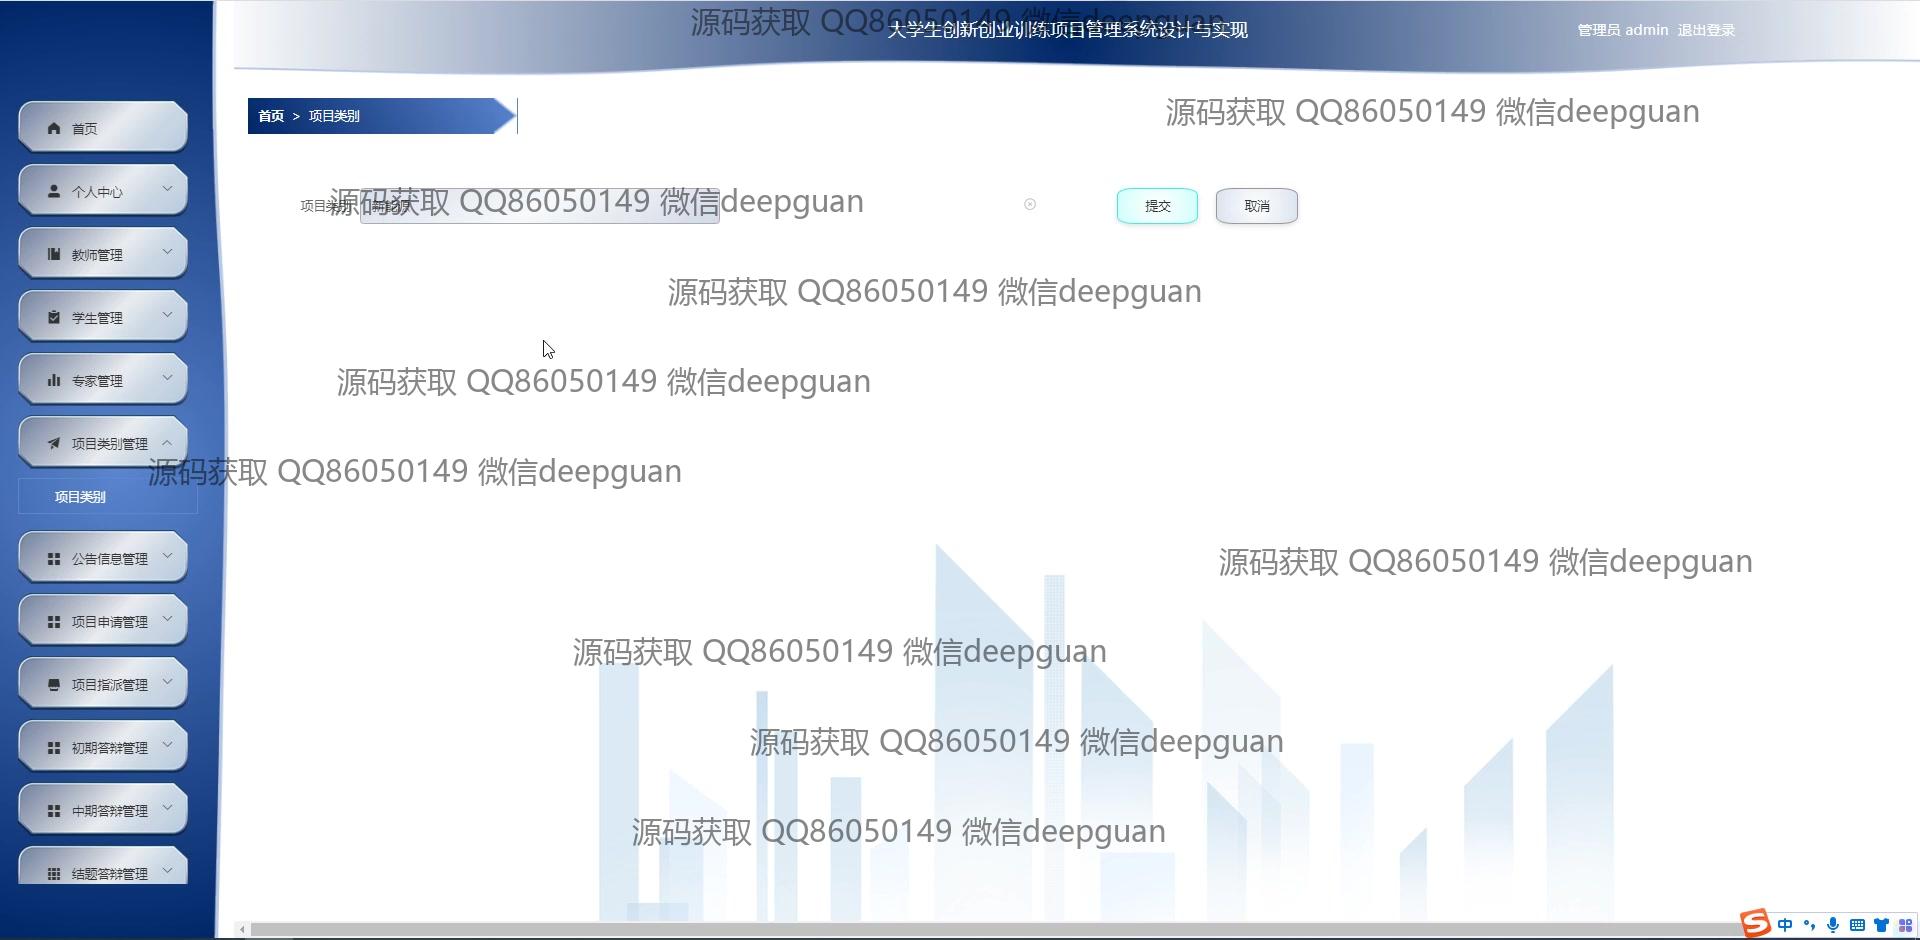 源码获取 QQ86050149 微信deepguan
大学生创新创业训练项目管理系统设计与实现
管理员 admin 退出登录
首页 > 项目类别
源码获取 QQ86050149 微信deepguan
首页
个人中心
项目类别 新能源
源码获取 QQ86050149 微信deepguan
提交
取消
教师管理
源码获取 QQ86050149 微信deepguan
学生管理
专家管理
源码获取 QQ86050149 微信deepguan
项目类别管理
源码获取 QQ86050149 微信deepguan
项目类别
公告信息管理
源码获取 QQ86050149 微信deepguan
项目申请管理
源码获取 QQ86050149 微信deepguan
项目指派管理
初期答辩管理
源码获取 QQ86050149 微信deepguan
中期答辩管理
源码获取 QQ86050149 微信deepguan
结题答辩管理
中